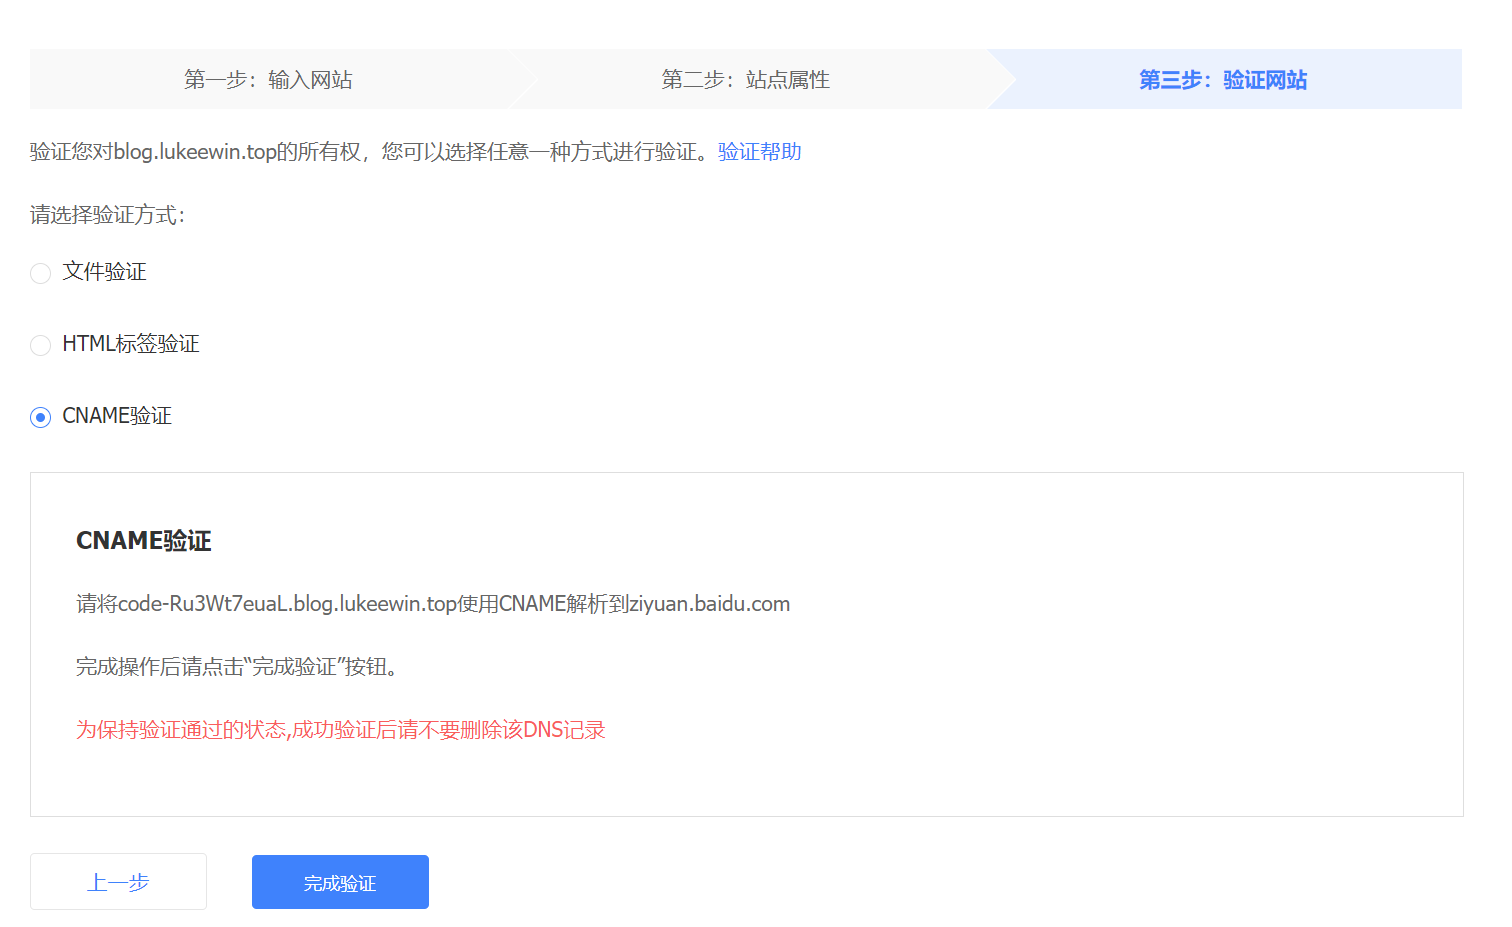 第一步：输入网站
第二步：站点属性
第三步：验证网站
验证您对blog.lukeewin.top的所有权，您可以选择任意一种方式进行验证。验证帮助
请选择验证方式：
文件验证
HTML标签验证
CNAME验证
CNAME验证
请将code-Ru3Wt7euaL.blog.lukeewin.top使用CNAME解析到ziyuan.baidu.com
完成操作后请点击“完成验证”按钮。
为保持验证通过的状态,成功验证后请不要删除该DNS记录
上一步
完成验证